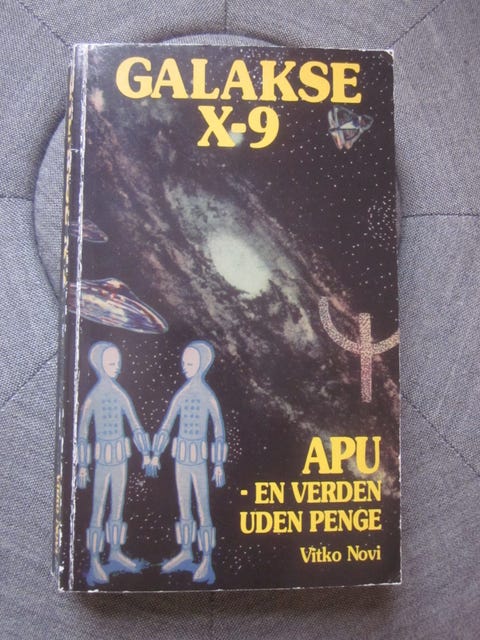 GALAKSE
X-9
APU
- EN VERDEN
UDEN PENGE
Vitko Novi